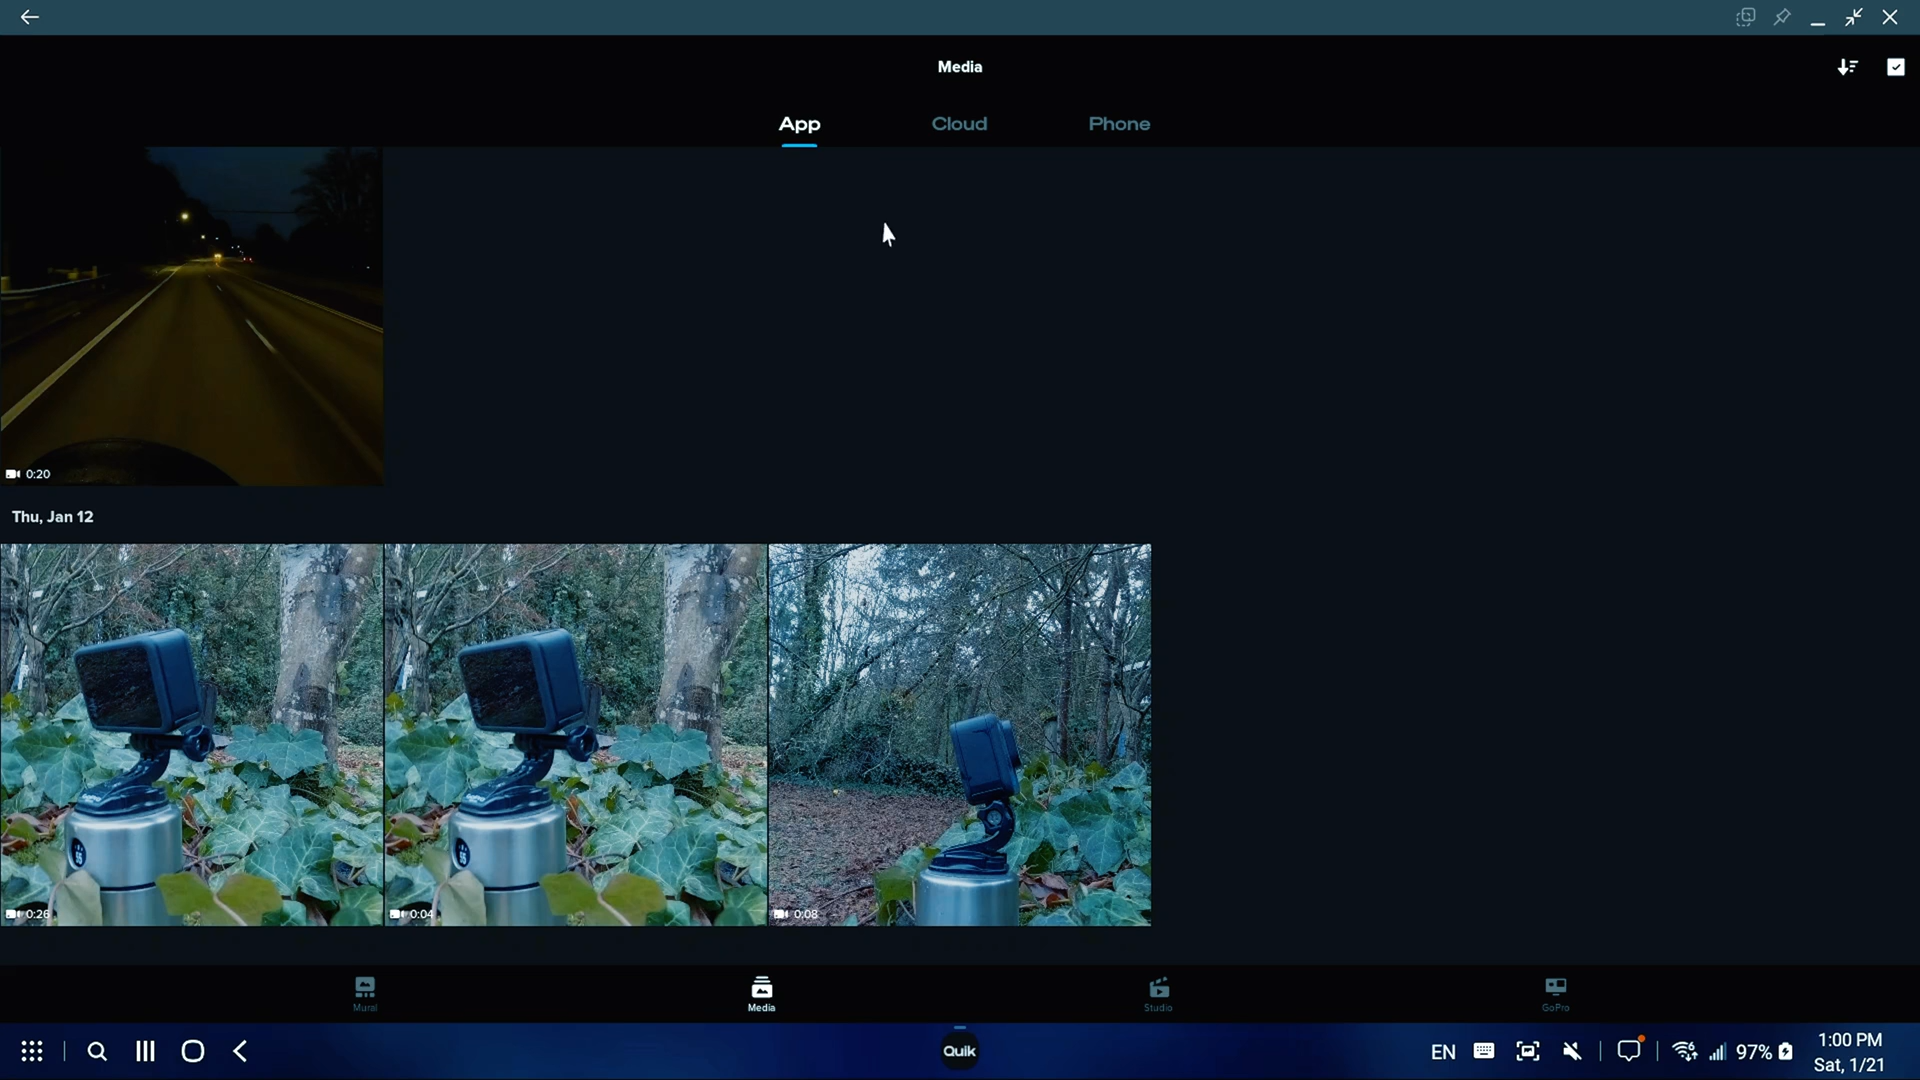 Media
App Cloud Phone
0:20
Thu, Jan 12
0:26 0:04 0:08
Mural Media Studio GoPro
Quik
EN 97% 1:00 PM
Sat, 1/21